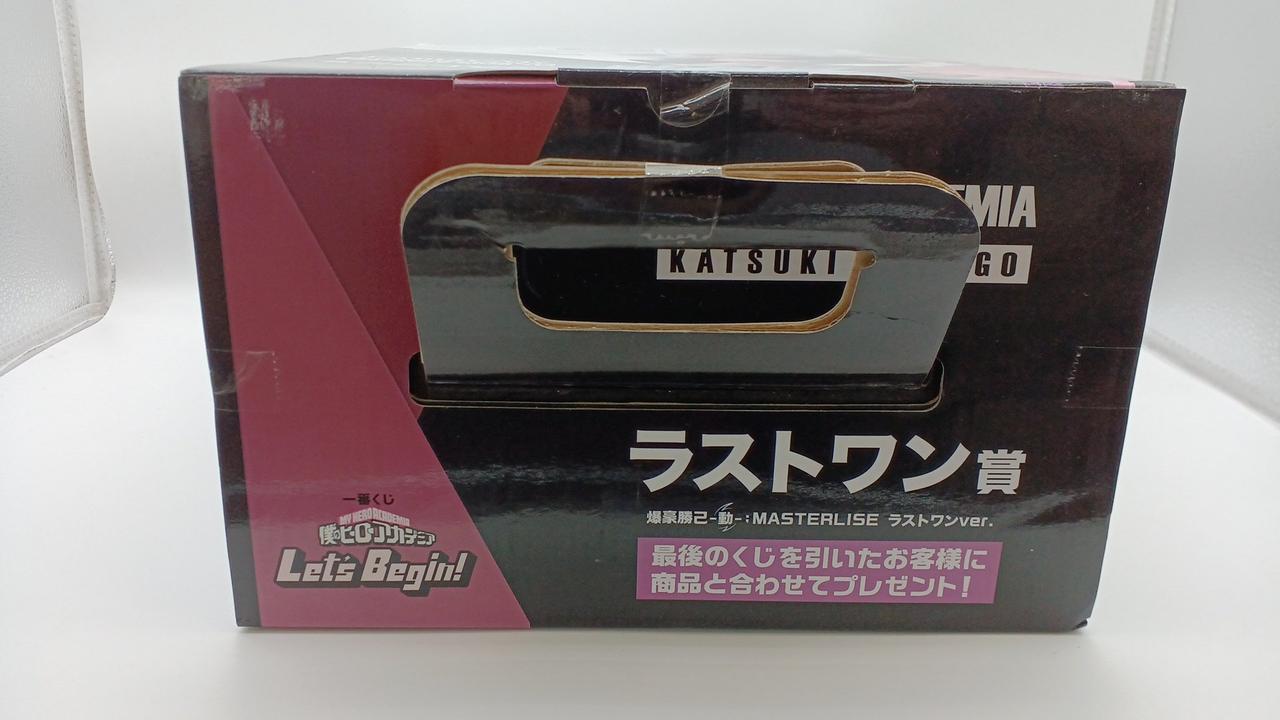 EMIA
KATSUKI GO
ラストワン賞
爆豪勝己-動-:MASTERLISE ラストワンver.
最後のくじを引いたお客様に
商品と合わせてプレゼント!
一番くじ
MY HERO ACADEMIA
僕のヒーローアカデミア
Let's Begin!